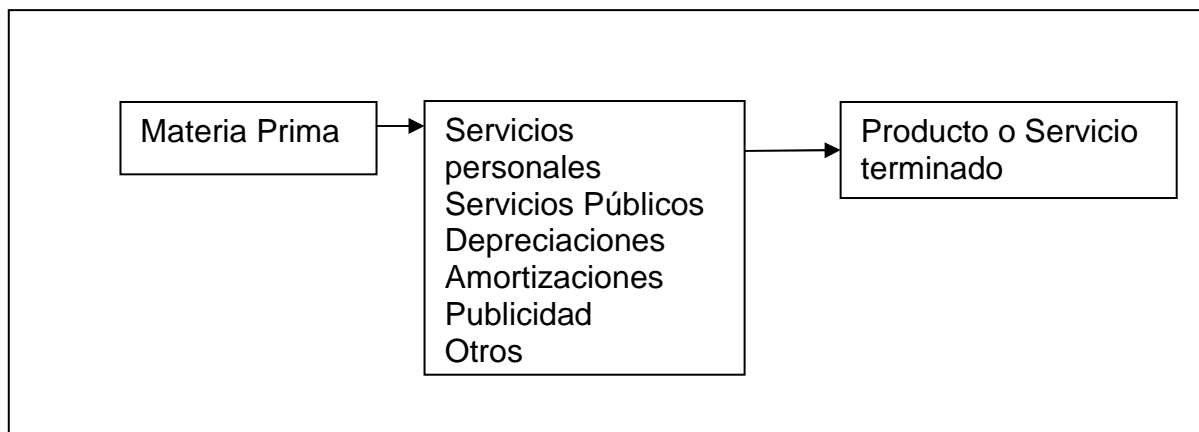 Materia Prima
Servicios
personales
Servicios Públicos
Depreciaciones
Amortizaciones
Publicidad
Otros
Producto o Servicio
terminado